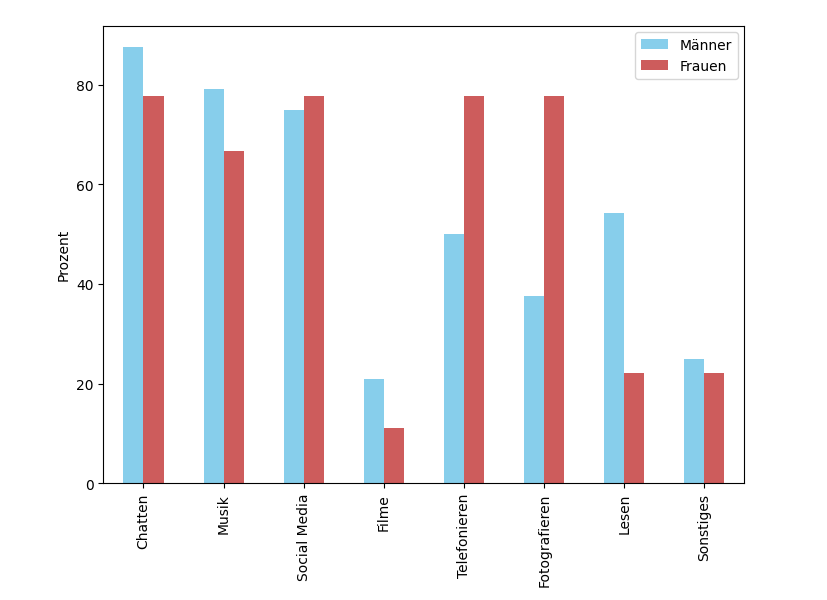 Männer
Frauen
80
60
40
20
0
Prozent
Chatten
Musik
Social Media
Filme
Telefonieren
Fotografieren
Lesen
Sonstiges